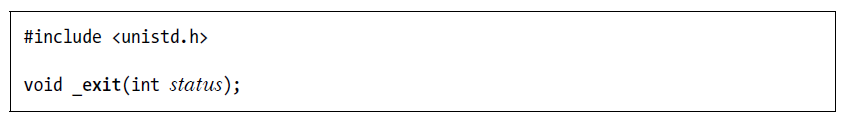 #include <unistd.h>
void _exit(int status);